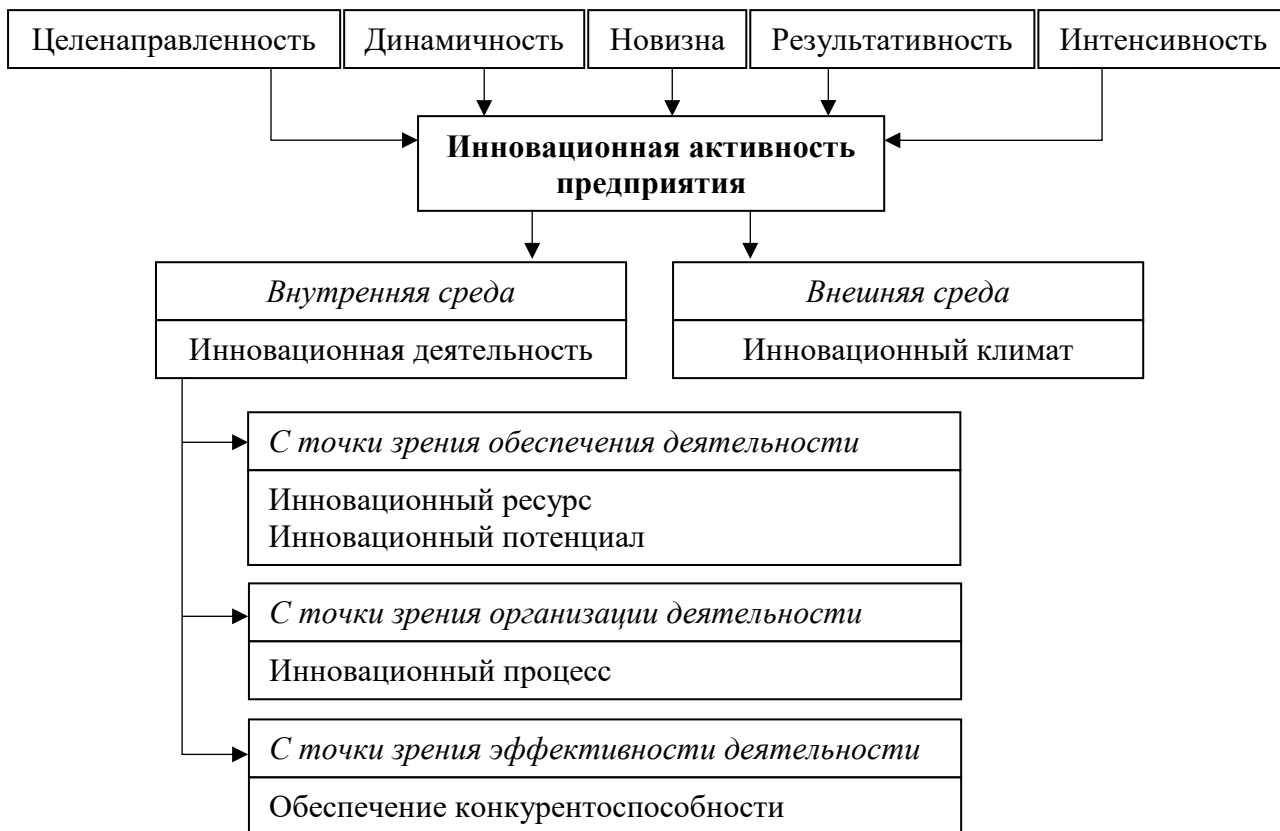 Целенаправленность
Динамичность
Новизна
Результативность
Интенсивность
Инновационная активность
предприятия
Внутренняя среда
Внешняя среда
Инновационная деятельность
Инновационный климат
С точки зрения обеспечения деятельности
Инновационный ресурс
Инновационный потенциал
С точки зрения организации деятельности
Инновационный процесс
С точки зрения эффективности деятельности
Обеспечение конкурентоспособности